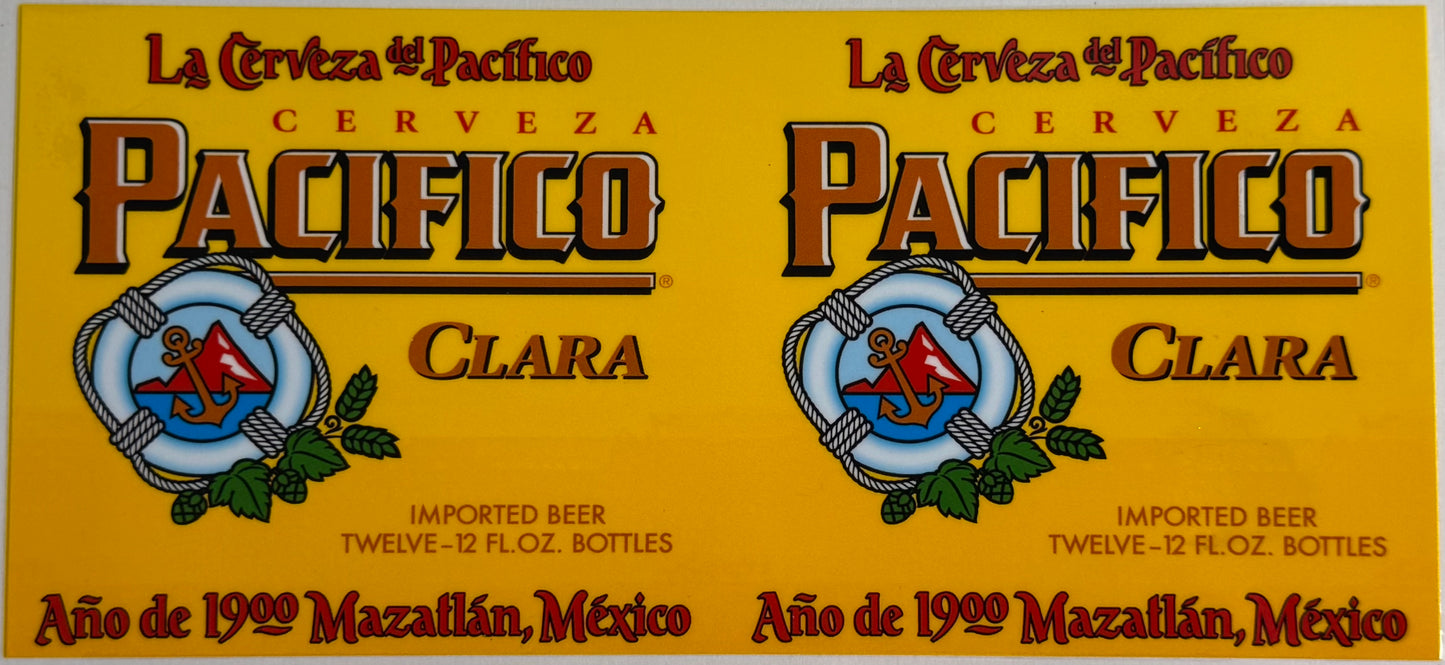 La Cerveza del Pacífico
CERVEZA
PACIFICO
®
CLARA
IMPORTED BEER
TWELVE-12 FL.OZ. BOTTLES
Año de 1900 Mazatlán, México
La Cerveza del Pacífico
CERVEZA
PACIFICO
®
CLARA
IMPORTED BEER
TWELVE-12 FL.OZ. BOTTLES
Año de 1900 Mazatlán, México